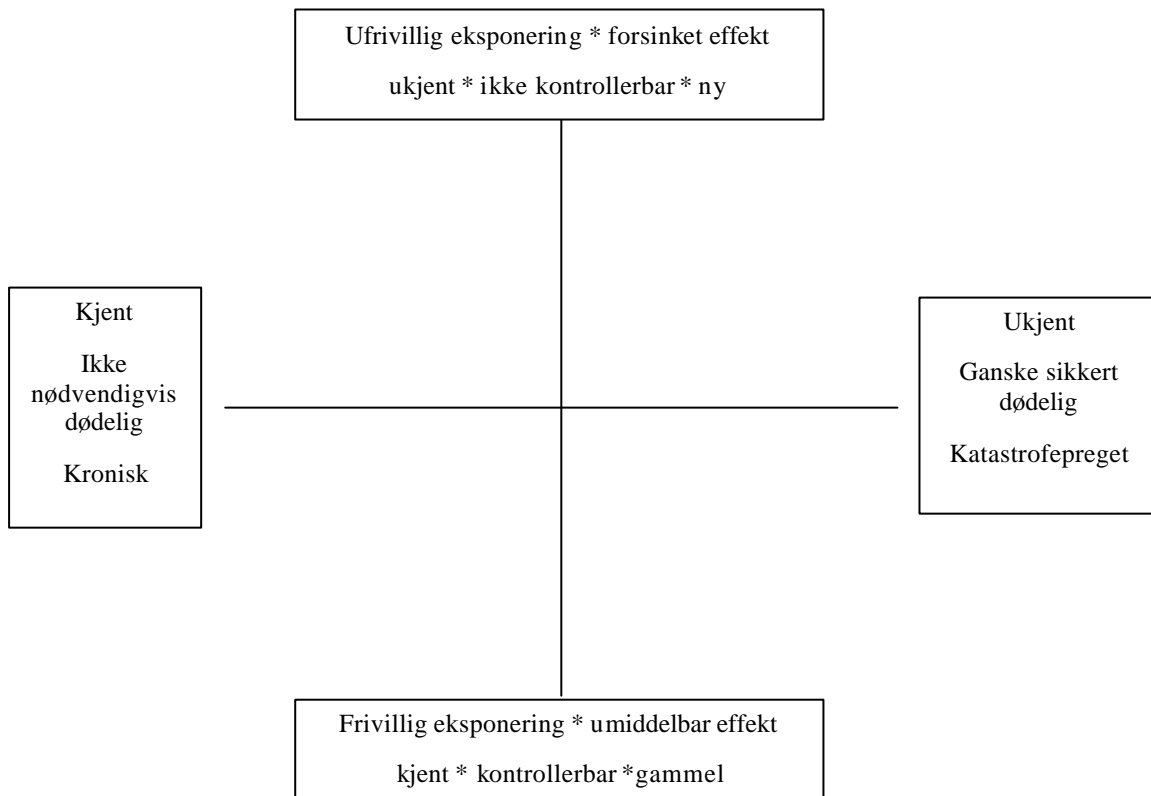 Ufrivillig eksponering * forsinket effekt
ukjent * ikke kontrollerbar * ny
Kjent
Ikke
nødvendigvis
dødelig
Kronisk
Ukjent
Ganske sikkert
dødelig
Katastrofepreget
Frivillig eksponering * umiddelbar effekt
kjent * kontrollerbar *gammel